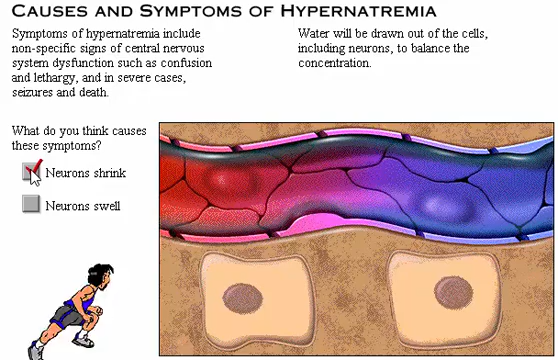 CAUSES AND SYMPTOMS OF HYPERNATREMIA
Symptoms of hypernatremia include
non-specific signs of central nervous
system dysfunction such as confusion
and lethargy, and in severe cases,
seizures and death.
Water will be drawn out of the cells,
including neurons, to balance the
concentration.
What do you think causes
these symptoms?
Neurons shrink
Neurons swell